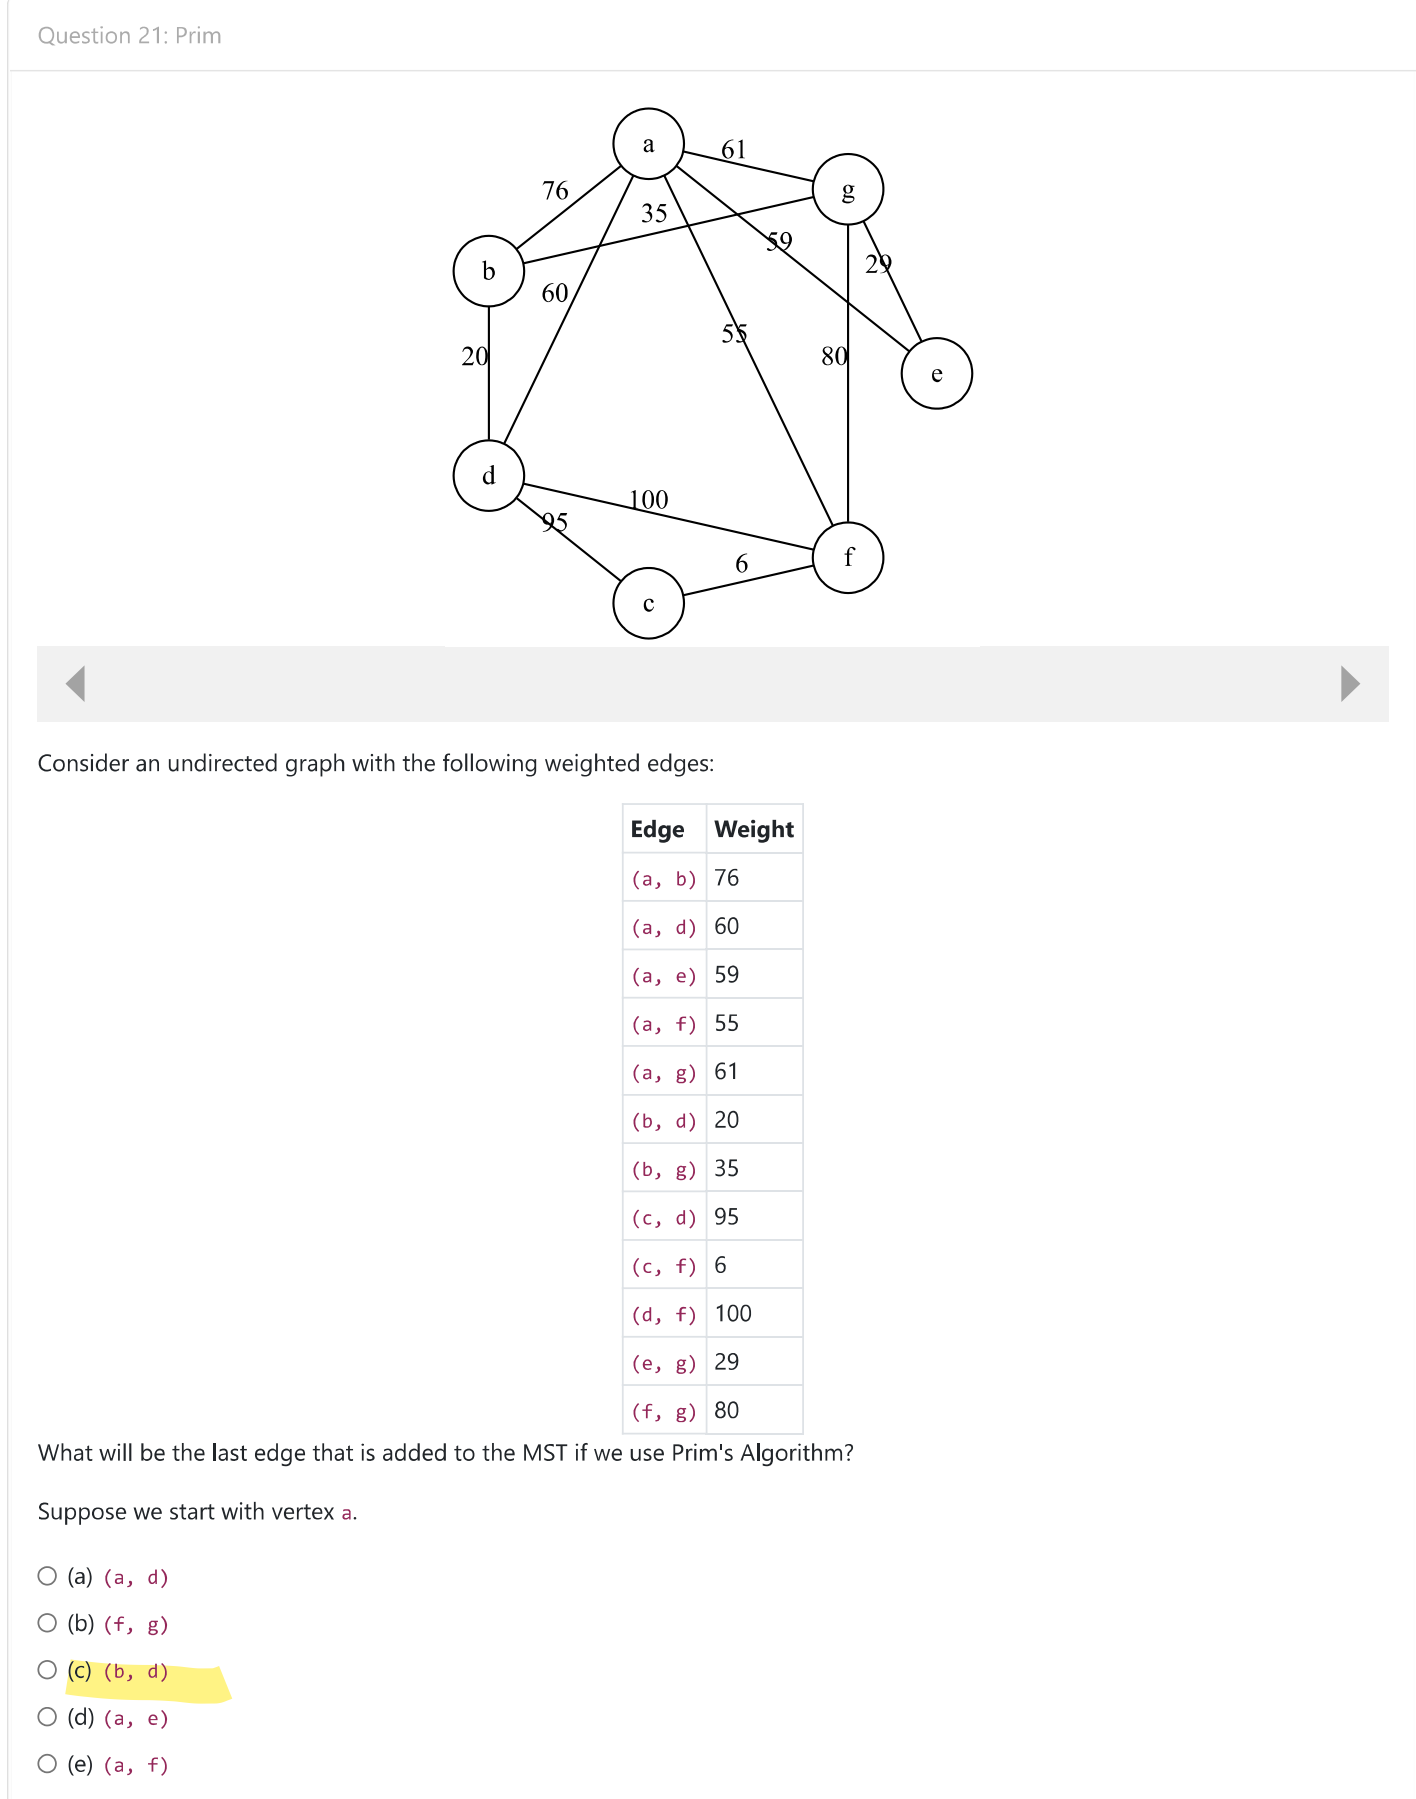 Question 21: Prim
a
61
g
76
35
59
b
29
60
55
20
80
e
d
100
95
f
6
c
Consider an undirected graph with the following weighted edges:
Edge Weight
(a, b) 76
(a, d) 60
(a, e) 59
(a, f) 55
(a, g) 61
(b, d) 20
(b, g) 35
(c, d) 95
(c, f) 6
(d, f) 100
(e, g) 29
(f, g) 80
What will be the last edge that is added to the MST if we use Prim's Algorithm?
Suppose we start with vertex a.
(a) (a, d)
(b) (f, g)
(c) (b, d)
(d) (a, e)
(e) (a, f)